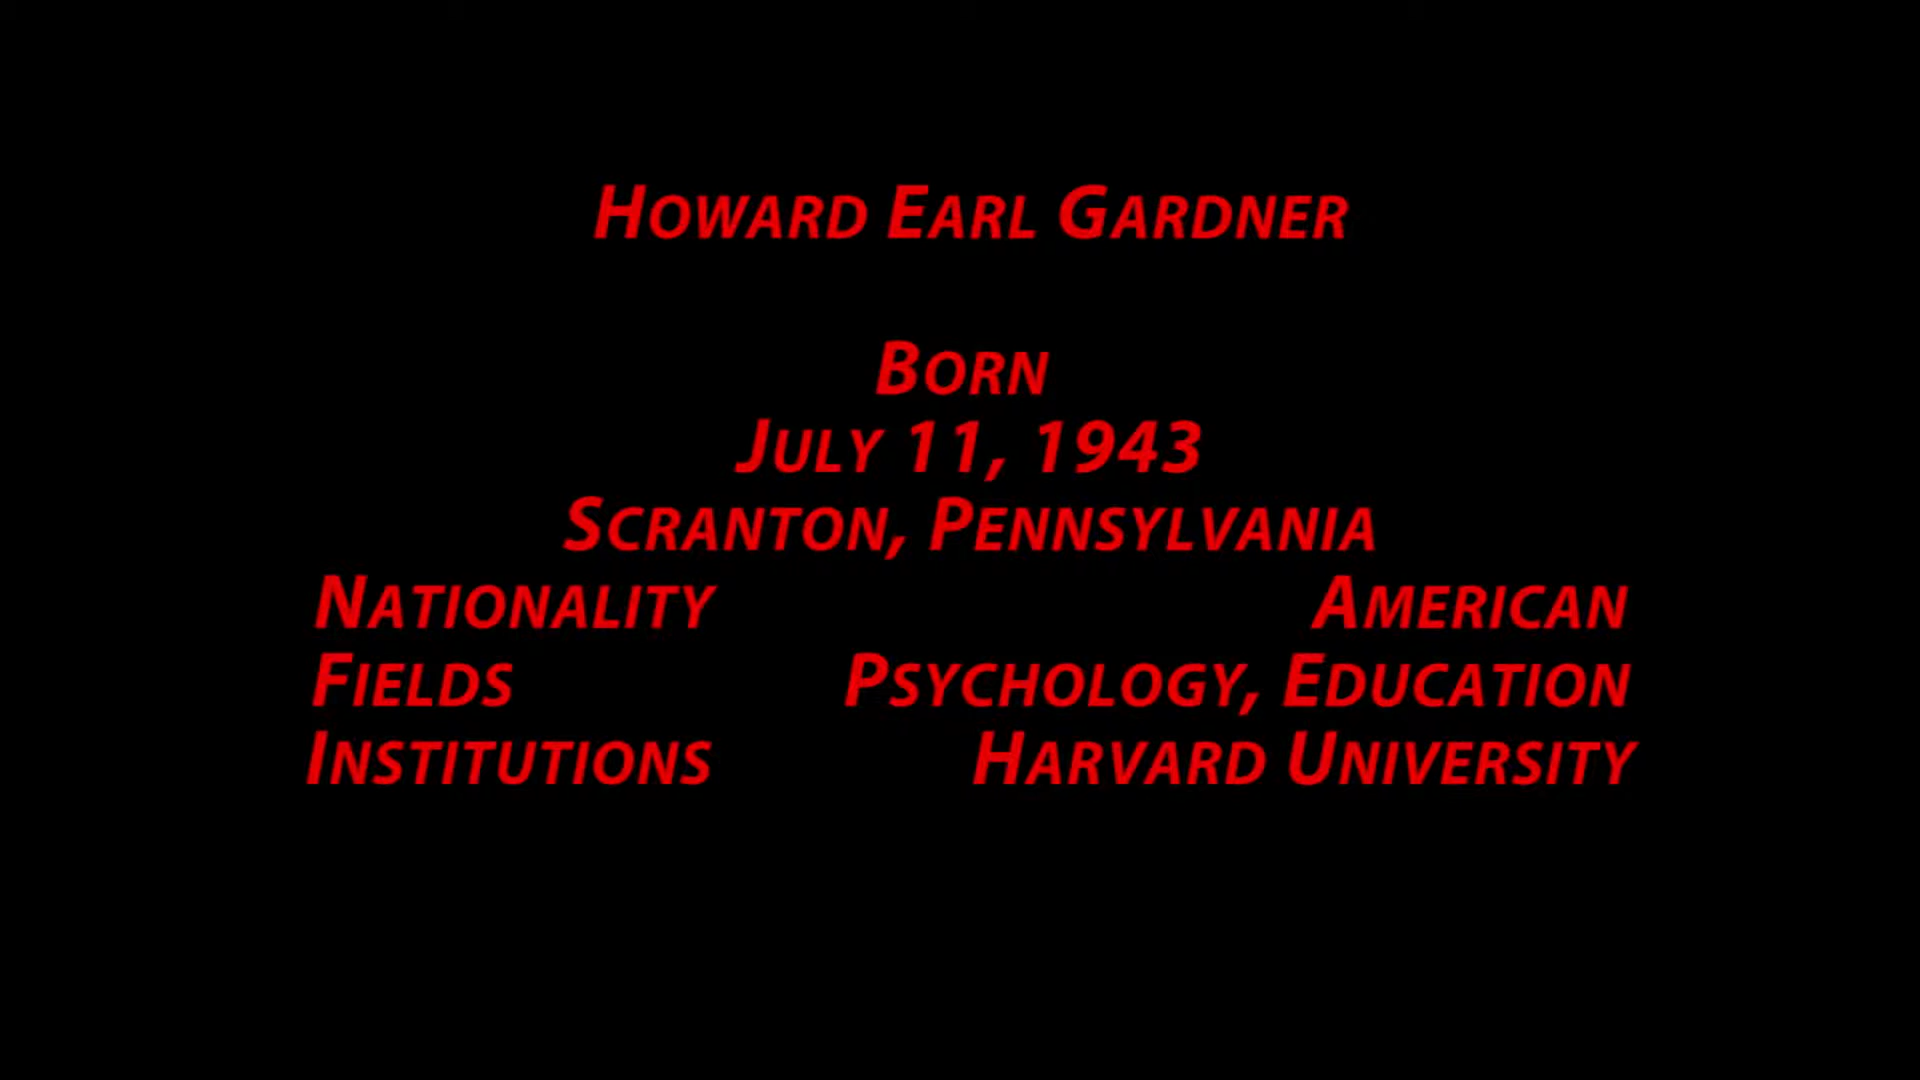 Howard Earl Gardner
Born
July 11, 1943
Scranton, Pennsylvania
Nationality American
Fields Psychology, Education
Institutions Harvard University